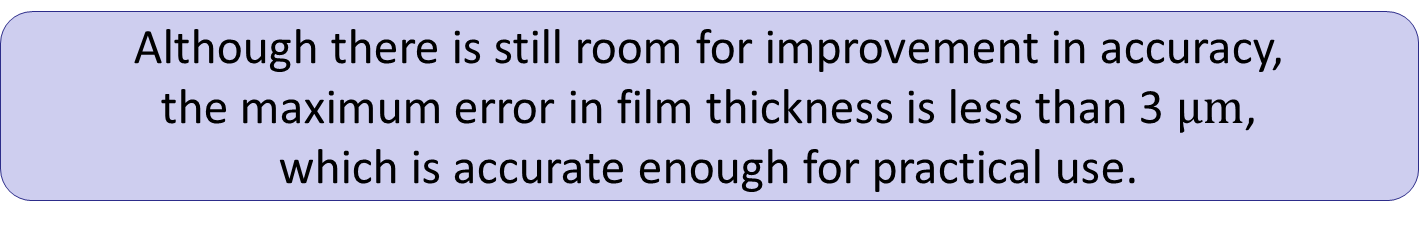 Although there is still room for improvement in accuracy,
the maximum error in film thickness is less than 3 μm,
which is accurate enough for practical use.